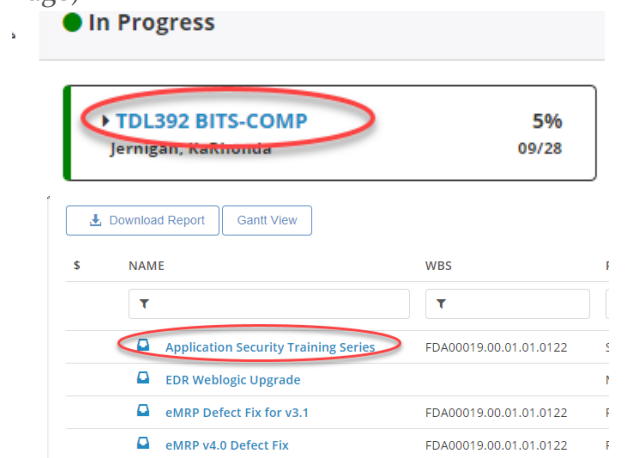 In Progress
TDL392 BITS-COMP 5%
Jernigan, KaRhonda 09/28
Download Report Gantt View
$ NAME WBS
Application Security Training Series FDA00019.00.01.01.0122
EDR Weblogic Upgrade
eMRP Defect Fix for v3.1 FDA00019.00.01.01.0122
eMRP v4.0 Defect Fix FDA00019.00.01.01.0122